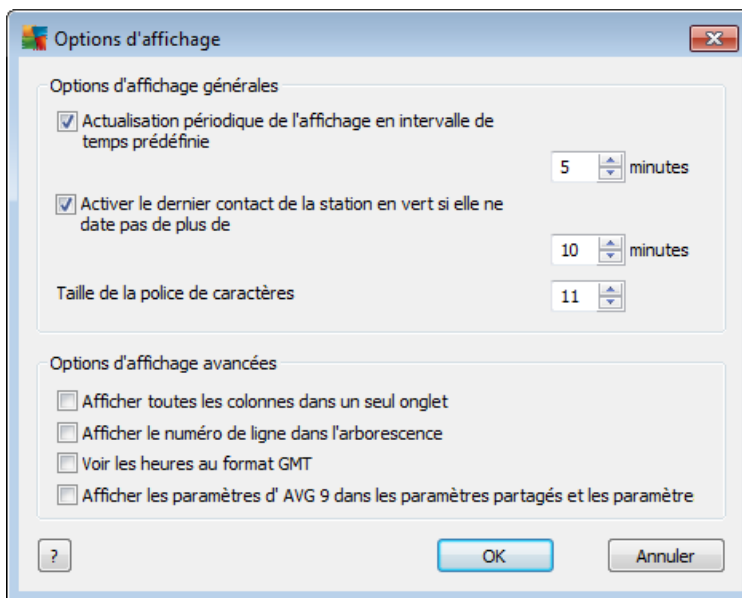 Options d'affichage
Options d'affichage générales
Actualisation périodique de l'affichage en intervalle de
temps prédéfinie
5 minutes
Activer le dernier contact de la station en vert si elle ne
date pas de plus de
10 minutes
Taille de la police de caractères
11
Options d'affichage avancées
Afficher toutes les colonnes dans un seul onglet
Afficher le numéro de ligne dans l'arborescence
Voir les heures au format GMT
Afficher les paramètres d' AVG 9 dans les paramètres partagés et les paramètre
?
OK
Annuler